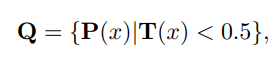 Q = {P(x)|T(x) < 0.5},